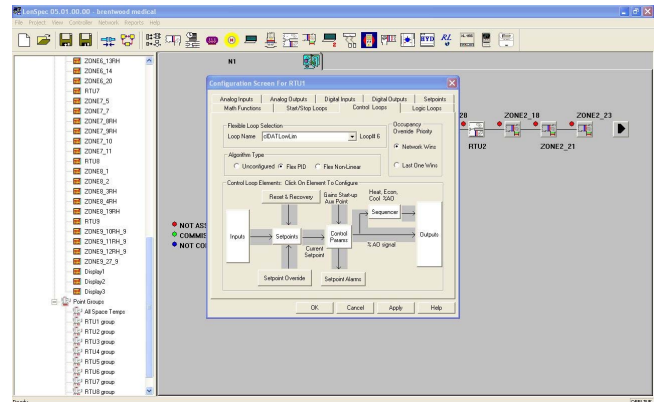 LonSpec 05.01.00.00 - brentwood medical
File Project View Controller Network Reports Help
ZONE6_13RH
ZONE6_14
ZONE6_20
RTU7
ZONE7_5
ZONE7_7
ZONE7_8RH
ZONE7_9RH
ZONE7_10
ZONE7_11
RTU8
ZONE8_1
ZONE8_2
ZONE8_3RH
ZONE8_4RH
ZONE8_19RH
RTU9
ZONE9_10RH_9
ZONE9_11RH_9
ZONE9_12RH_9
ZONE9_27_9
Display1
Display2
Display3
Point Groups
All Space Temps
RTU1 group
RTU2 group
RTU3 group
RTU4 group
RTU5 group
RTU6 group
RTU7 group
RTU8 group
N1
NOT ASS
COMMIS
NOT CO
Configuration Screen For RTU1
Analog Inputs Analog Outputs Digital Inputs Digital Outputs Setpoints
Math Functions Start/Stop Loops Control Loops Logic Loops
Flexible Loop Selection
Loop Name clDATLowLim Loop# 6
Occupancy Override Priority
Network Wins
Last One Wins
Algorithm Type
Unconfigured Flex PID Flex Non-Linear
Control Loop Elements: Click On Element To Configure
Reset & Recovery
Gains Start-up
Aux Point
Heat, Econ,
Cool %AO
Sequencer
Inputs
Setpoints
Control
Params
Outputs
Current
Setpoint
% AO signal
Setpoint Override
Setpoint Alarms
OK Cancel Apply Help
28
ZONE2_18
ZONE2_23
RTU2
ZONE2_21
HYD
Ready